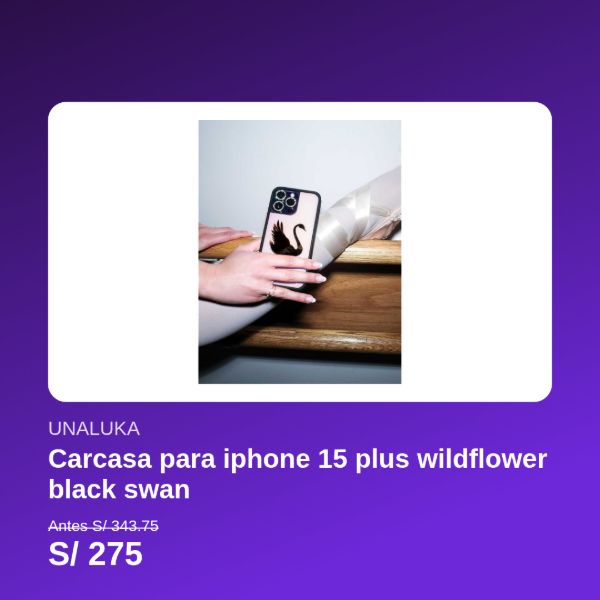 UNALUKA
Carcasa para iphone 15 plus wildflower
black swan
Antes S/ 343.75
S/ 275